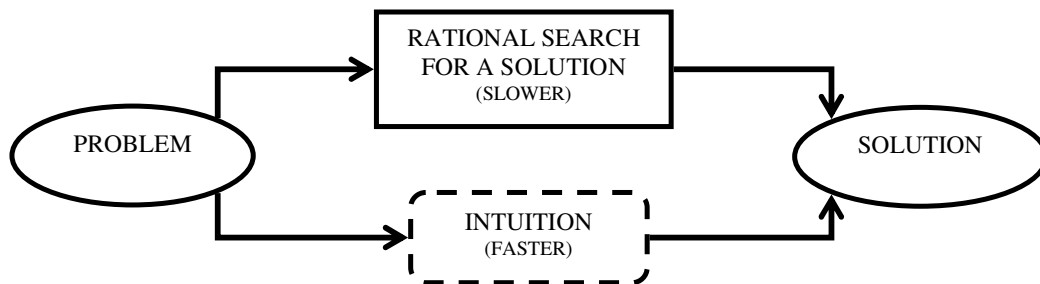 RATIONAL SEARCH
FOR A SOLUTION
(SLOWER)
PROBLEM
SOLUTION
INTUITION
(FASTER)